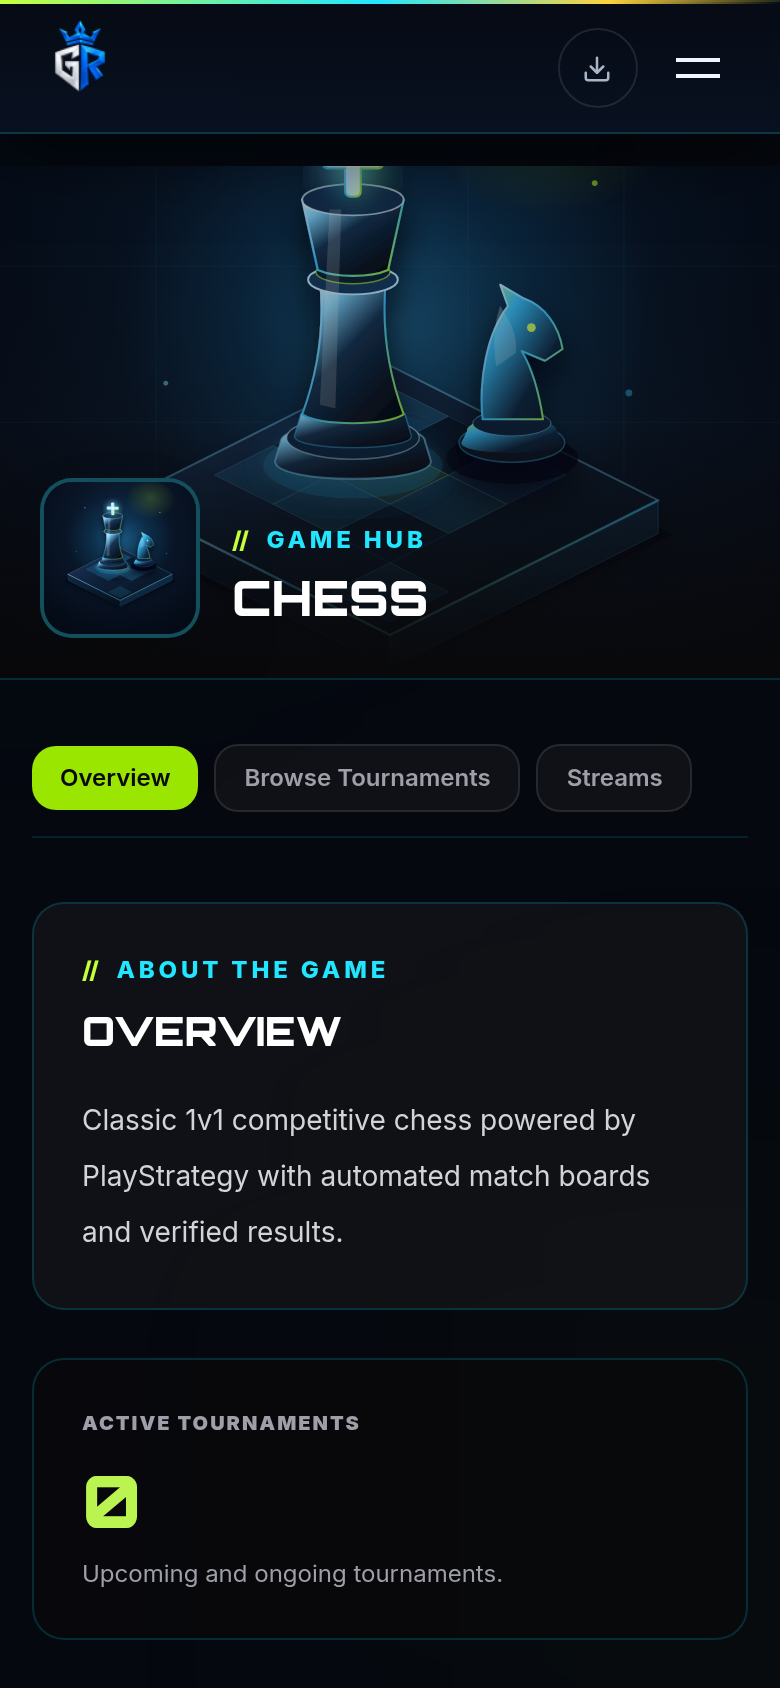 GR
// GAME HUB
CHESS
Overview
Browse Tournaments
Streams
// ABOUT THE GAME
OVERVIEW
Classic 1v1 competitive chess powered by
PlayStrategy with automated match boards
and verified results.
ACTIVE TOURNAMENTS
0
Upcoming and ongoing tournaments.